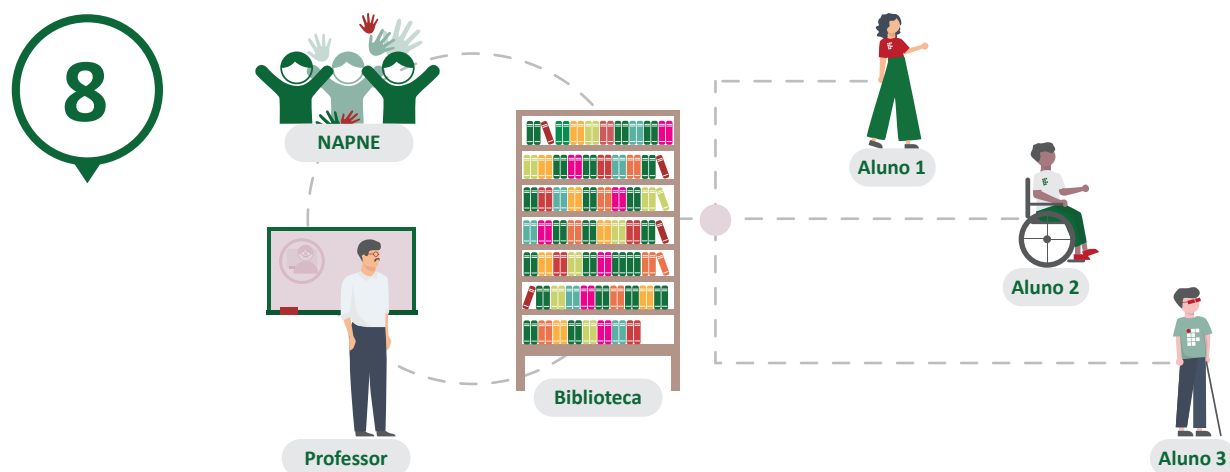 8
NAPNE
Professor
Biblioteca
Aluno 1
Aluno 2
Aluno 3